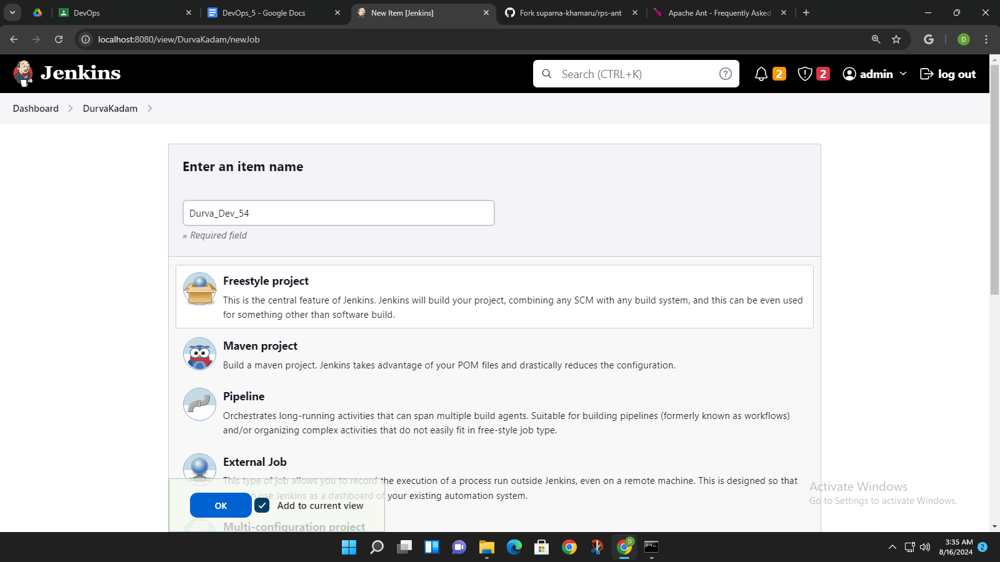 DevOps
DevOps_5 - Google Docs
New Item [Jenkins]
Fork suparna-khamaru/rps-ant
Apache Ant - Frequently Asked
localhost:8080/view/DurvaKadam/newJob
D
Jenkins
Search (CTRL+K)
2
2
admin
log out
Dashboard
DurvaKadam
Enter an item name
Durva_Dev_54
» Required field
Freestyle project
This is the central feature of Jenkins. Jenkins will build your project, combining any SCM with any build system, and this can be even used
for something other than software build.
Maven project
Build a maven project. Jenkins takes advantage of your POM files and drastically reduces the configuration.
Pipeline
Orchestrates long-running activities that can span multiple build agents. Suitable for building pipelines (formerly known as workflows)
and/or organizing complex activities that do not easily fit in free-style job type.
External Job
This type of job allows you to record the execution of a process run outside Jenkins, even on a remote machine. This is designed so that
use Jenkins as a dashboard of your existing automation system.
OK
Add to current view
Multi-configuration project
Activate Windows
Go to Settings to activate Windows.
D
3:35 AM
8/16/2024
2